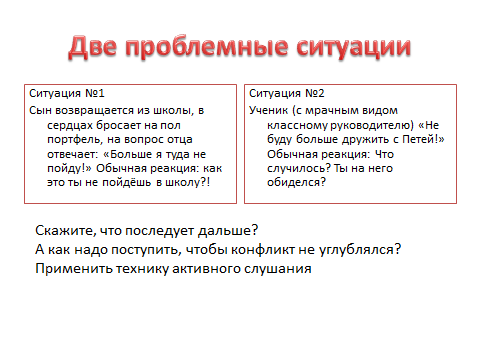 Две проблемные ситуации
Ситуация №1
Сын возвращается из школы, в
сердцах бросает на пол
портфель, на вопрос отца
отвечает: «Больше я туда не
пойду!» Обычная реакция: как
это ты не пойдёшь в школу?!
Ситуация №2
Ученик (с мрачным видом
классному руководителю) «Не
буду больше дружить с Петей!»
Обычная реакция: Что
случилось? Ты на него
обиделся?
Скажите, что последует дальше?
А как надо поступить, чтобы конфликт не углублялся?
Применить технику активного слушания